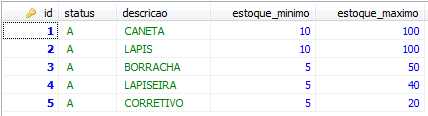 id status descricao estoque_minimo estoque_maximo
1 A CANETA 10 100
2 A LAPIS 10 100
3 A BORRACHA 5 50
4 A LAPISEIRA 5 40
5 A CORRETIVO 5 20